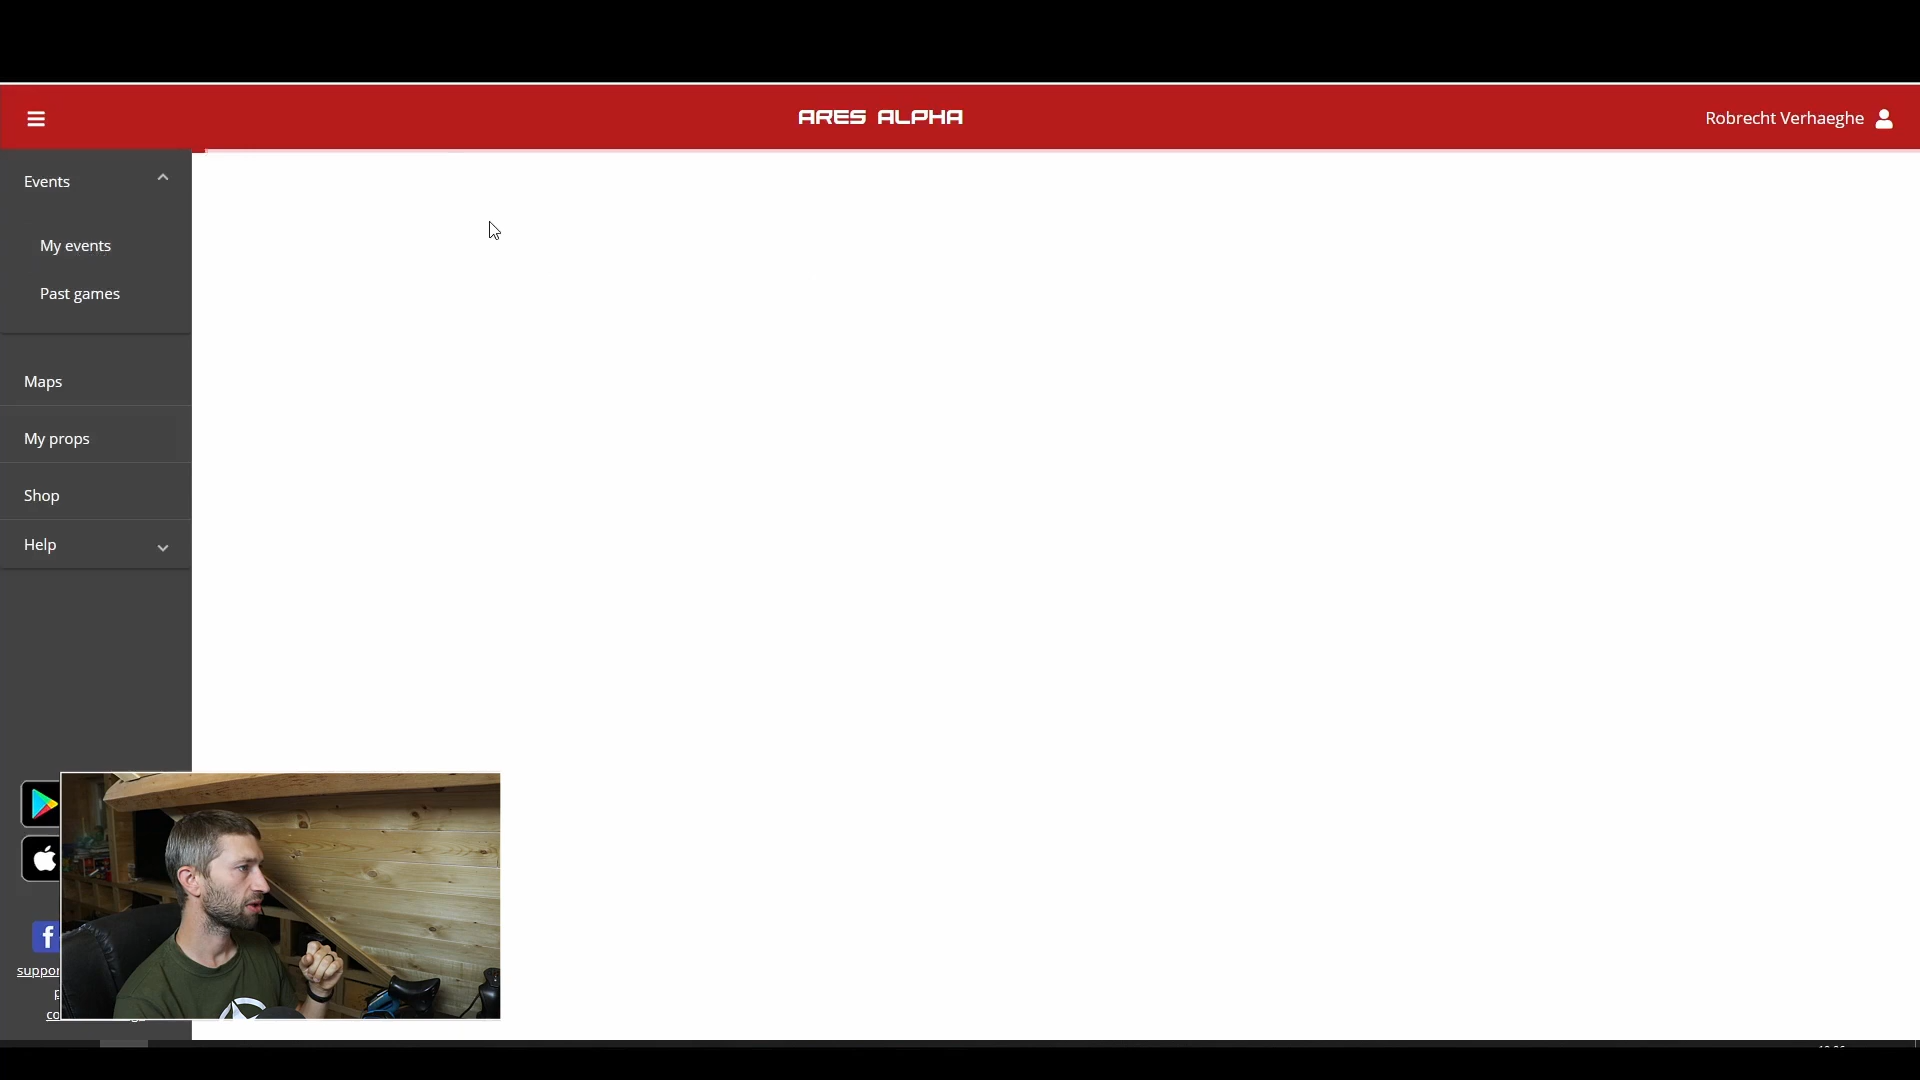 ARES ALPHA
Robrecht Verhaeghe
Events
My events
Past games
Maps
My props
Shop
Help